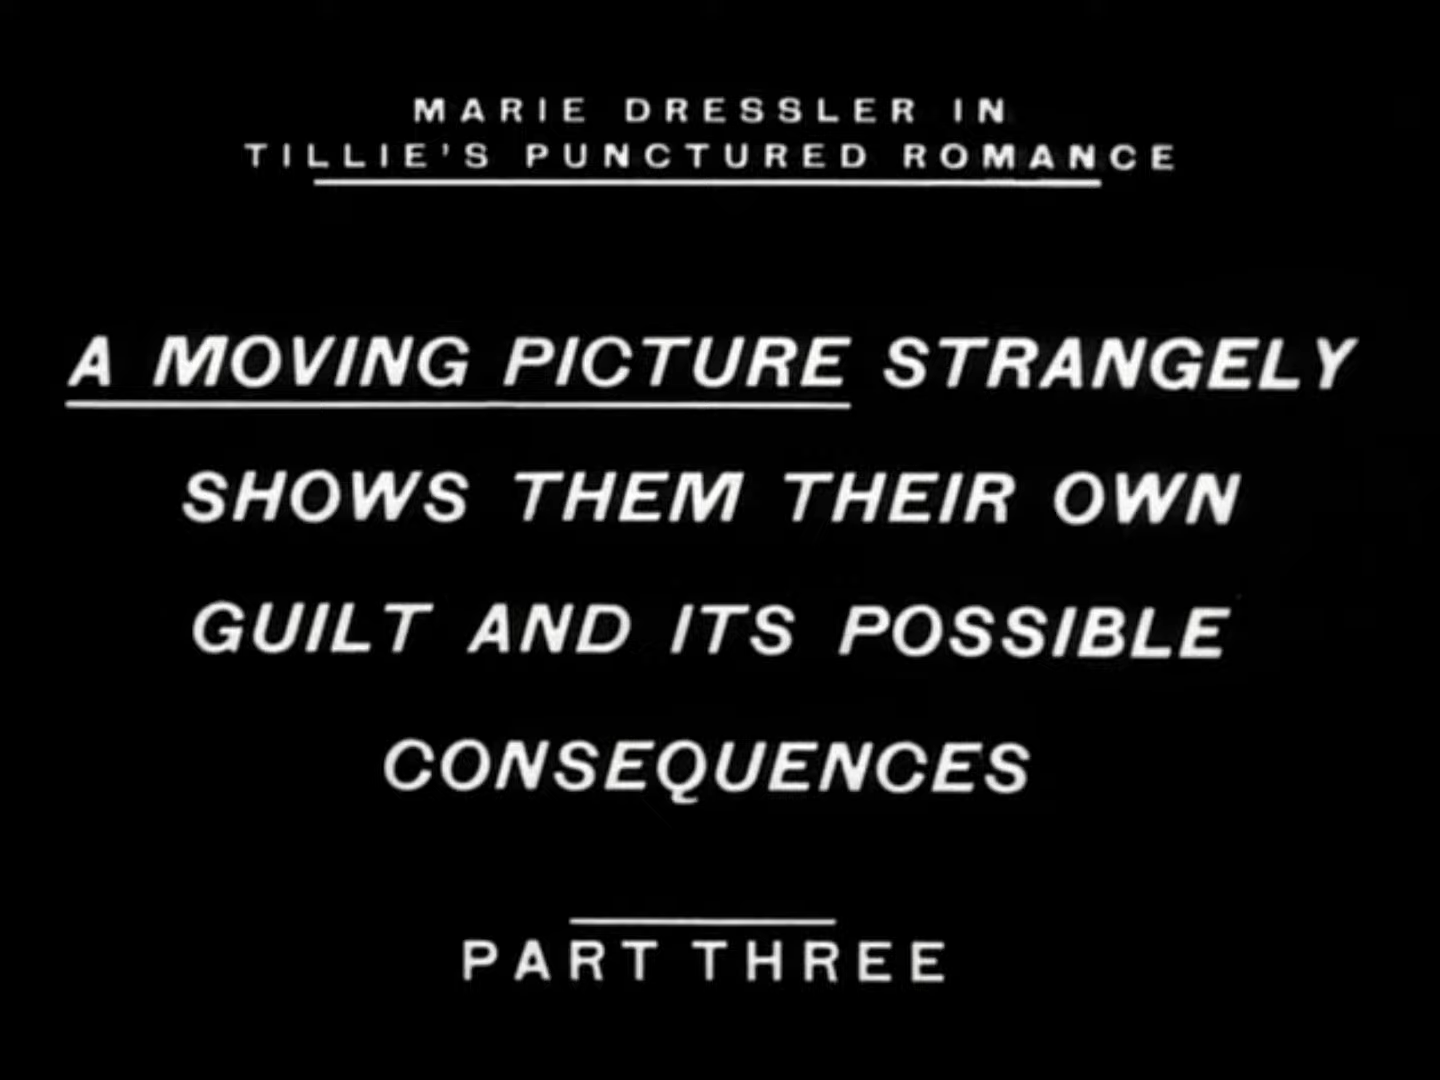 MARIE DRESSLER IN
TILLIE'S PUNCTURED ROMANCE
A MOVING PICTURE STRANGELY
SHOWS THEM THEIR OWN
GUILT AND ITS POSSIBLE
CONSEQUENCES
PART THREE